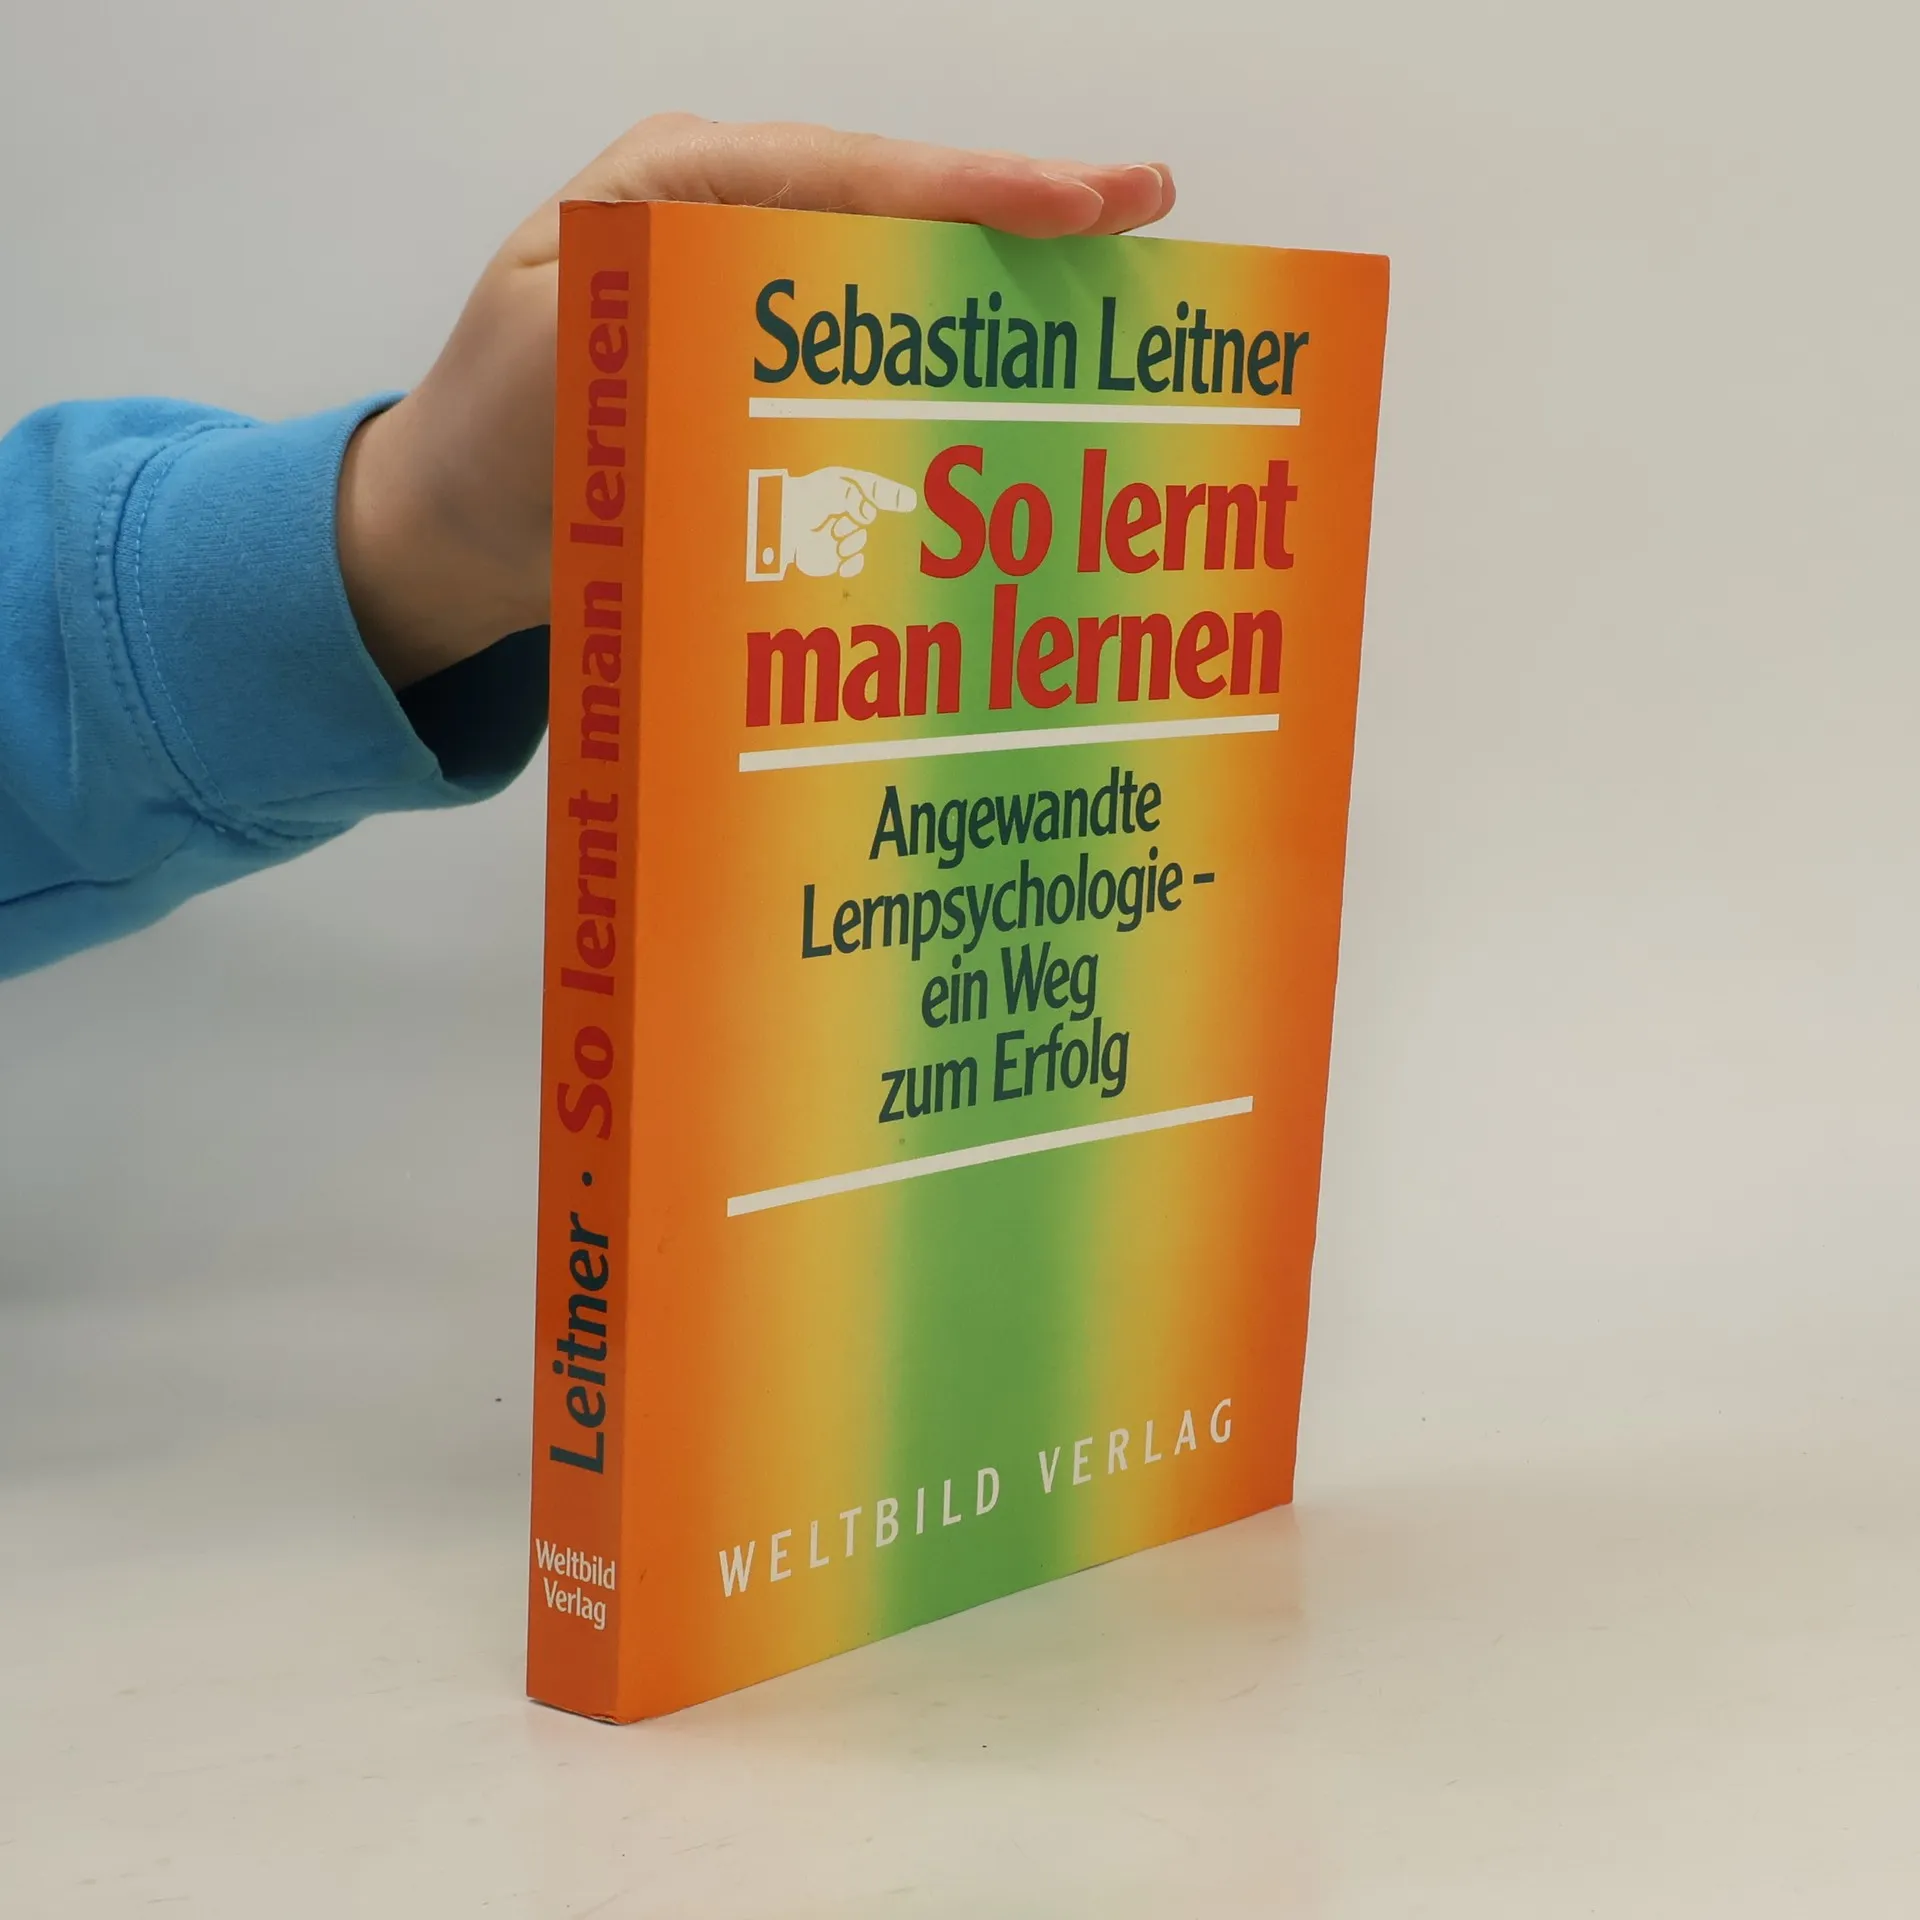 Sebastian Leitner
So lernt
man lernen
Angewandte
Lernpsychologie –
ein Weg
zum Erfolg
WELTBILD VERLAG
Leitner · So lernt man lernen
Weltbild
Verlag